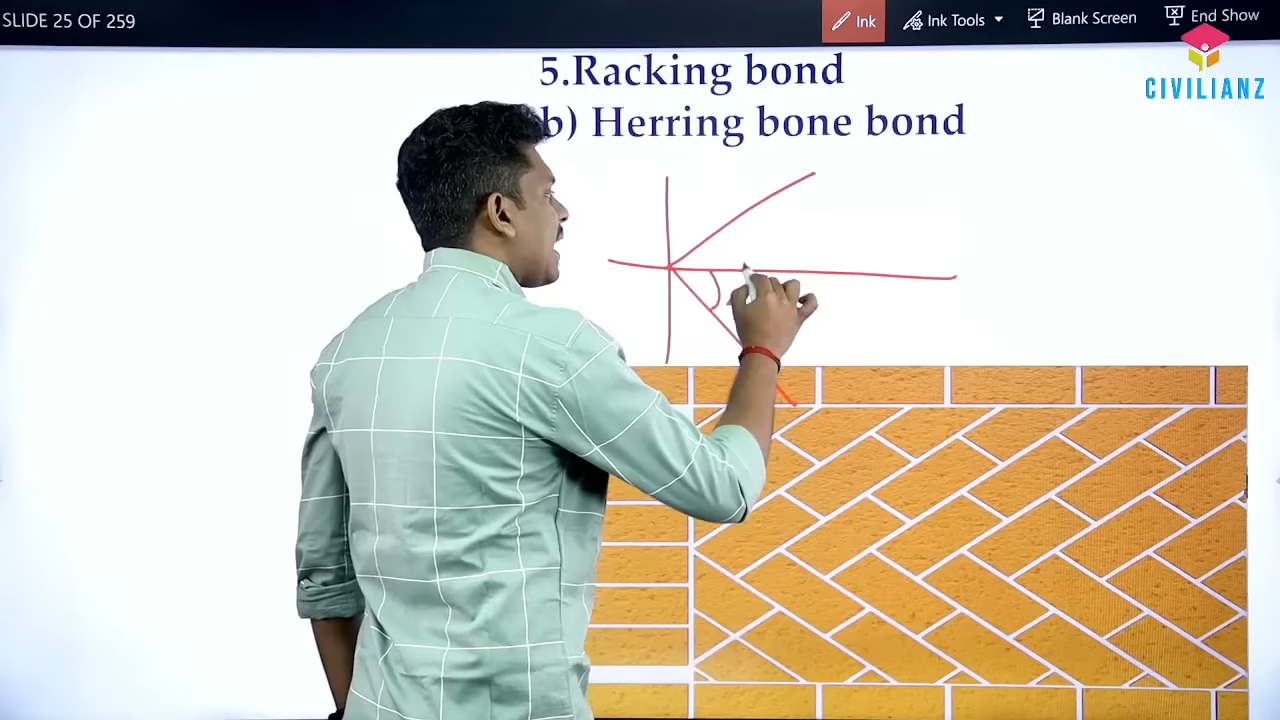 SLIDE 25 OF 259
Ink
Ink Tools
Blank Screen
End Show
CIVILIANZ
5.Racking bond
b) Herring bone bond